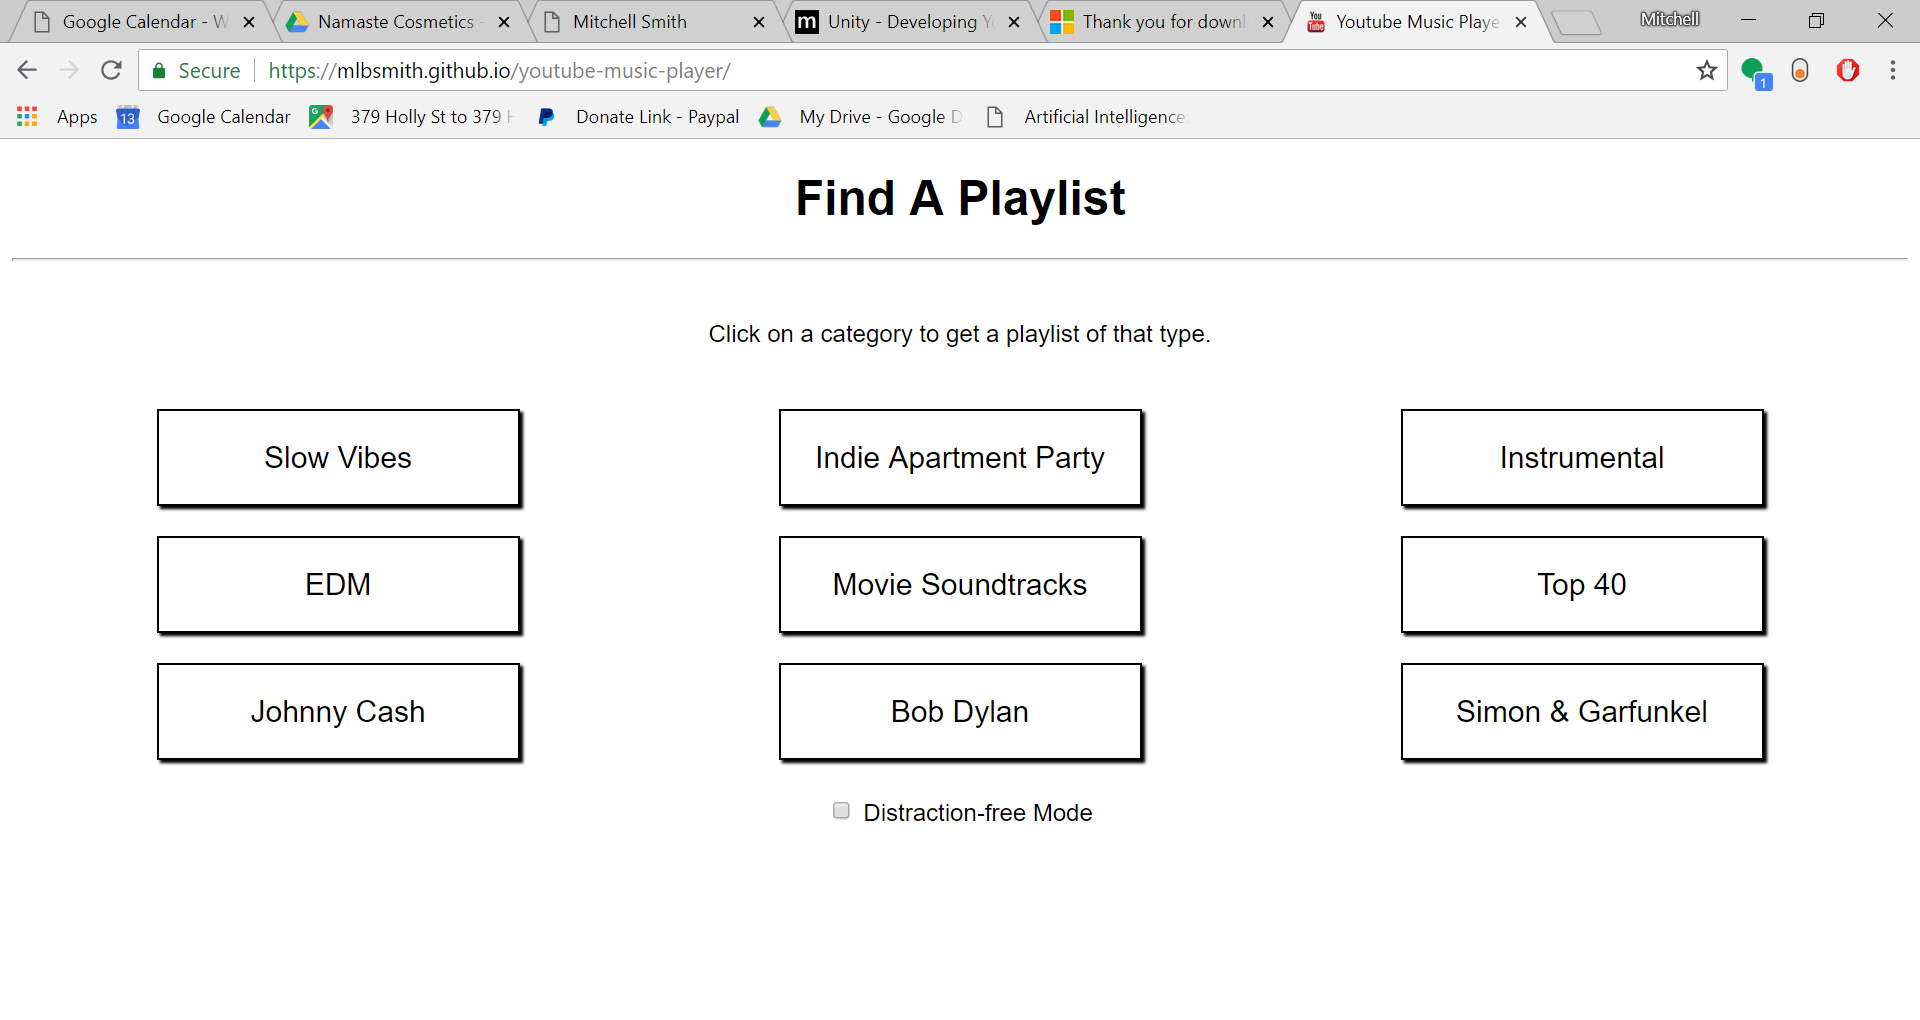 Google Calendar - W
Namaste Cosmetics -
Mitchell Smith
m
Unity - Developing Y
Thank you for downl
You Tube
Youtube Music Playe
Mitchell
Secure
https://mlbsmith.github.io/youtube-music-player/
1
Apps
13
Google Calendar
G
379 Holly St to 379 H
Donate Link - Paypal
My Drive - Google D
Artificial Intelligence
Find A Playlist
Click on a category to get a playlist of that type.
Slow Vibes
Indie Apartment Party
Instrumental
EDM
Movie Soundtracks
Top 40
Johnny Cash
Bob Dylan
Simon & Garfunkel
Distraction-free Mode